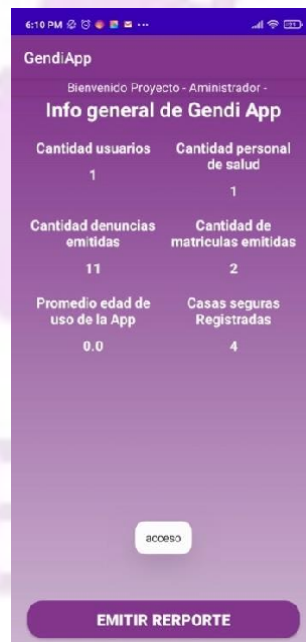 6:10 PM
GendiApp
Bienvenido Proyecto - Aministrador -
Info general de Gendi App
Cantidad usuarios
1
Cantidad personal
de salud
1
Cantidad denuncias
emitidas
11
Cantidad de
matriculas emitidas
2
Promedio edad de
uso de la App
0.0
Casas seguras
Registradas
4
acceso
EMITIR RERPORTE